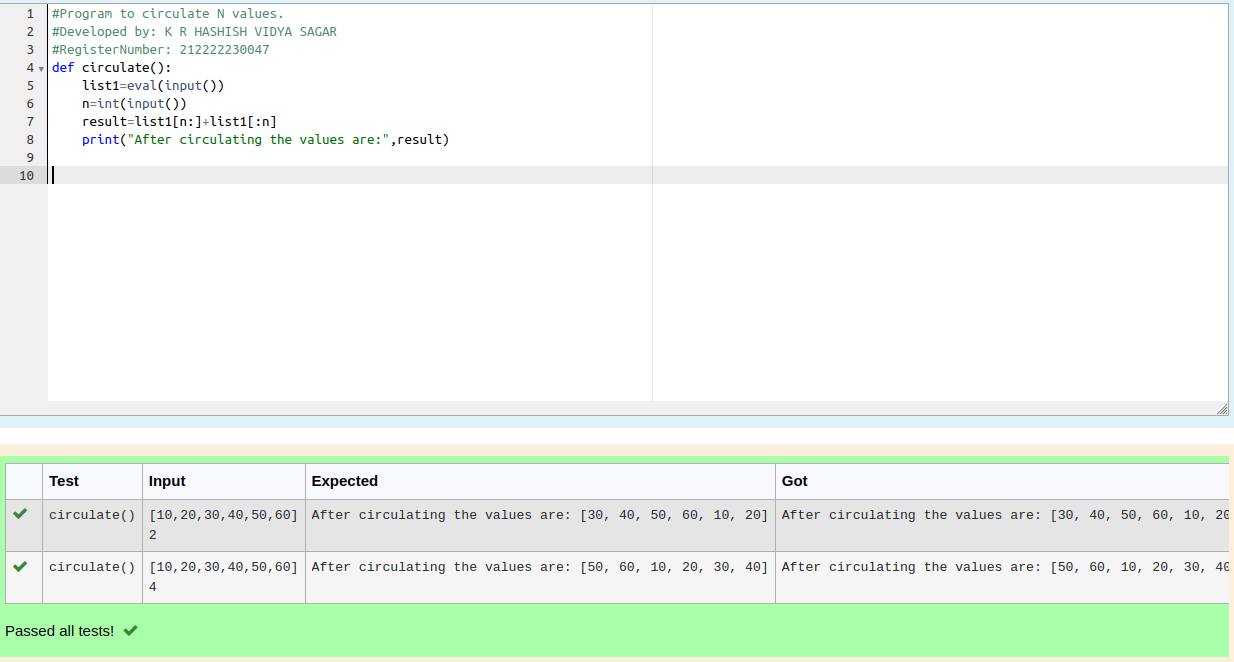 1 #Program to circulate N values.
2 #Developed by: K R HASHISH VIDYA SAGAR
3 #RegisterNumber: 212222230047
4 def circulate():
5     list1=eval(input())
6     n=int(input())
7     result=list1[n:]+list1[:n]
8     print("After circulating the values are:",result)
9
10
Test Input Expected Got
circulate() [10,20,30,40,50,60] After circulating the values are: [30, 40, 50, 60, 10, 20] After circulating the values are: [30, 40, 50, 60, 10, 20
2
circulate() [10,20,30,40,50,60] After circulating the values are: [50, 60, 10, 20, 30, 40] After circulating the values are: [50, 60, 10, 20, 30, 40
4
Passed all tests!